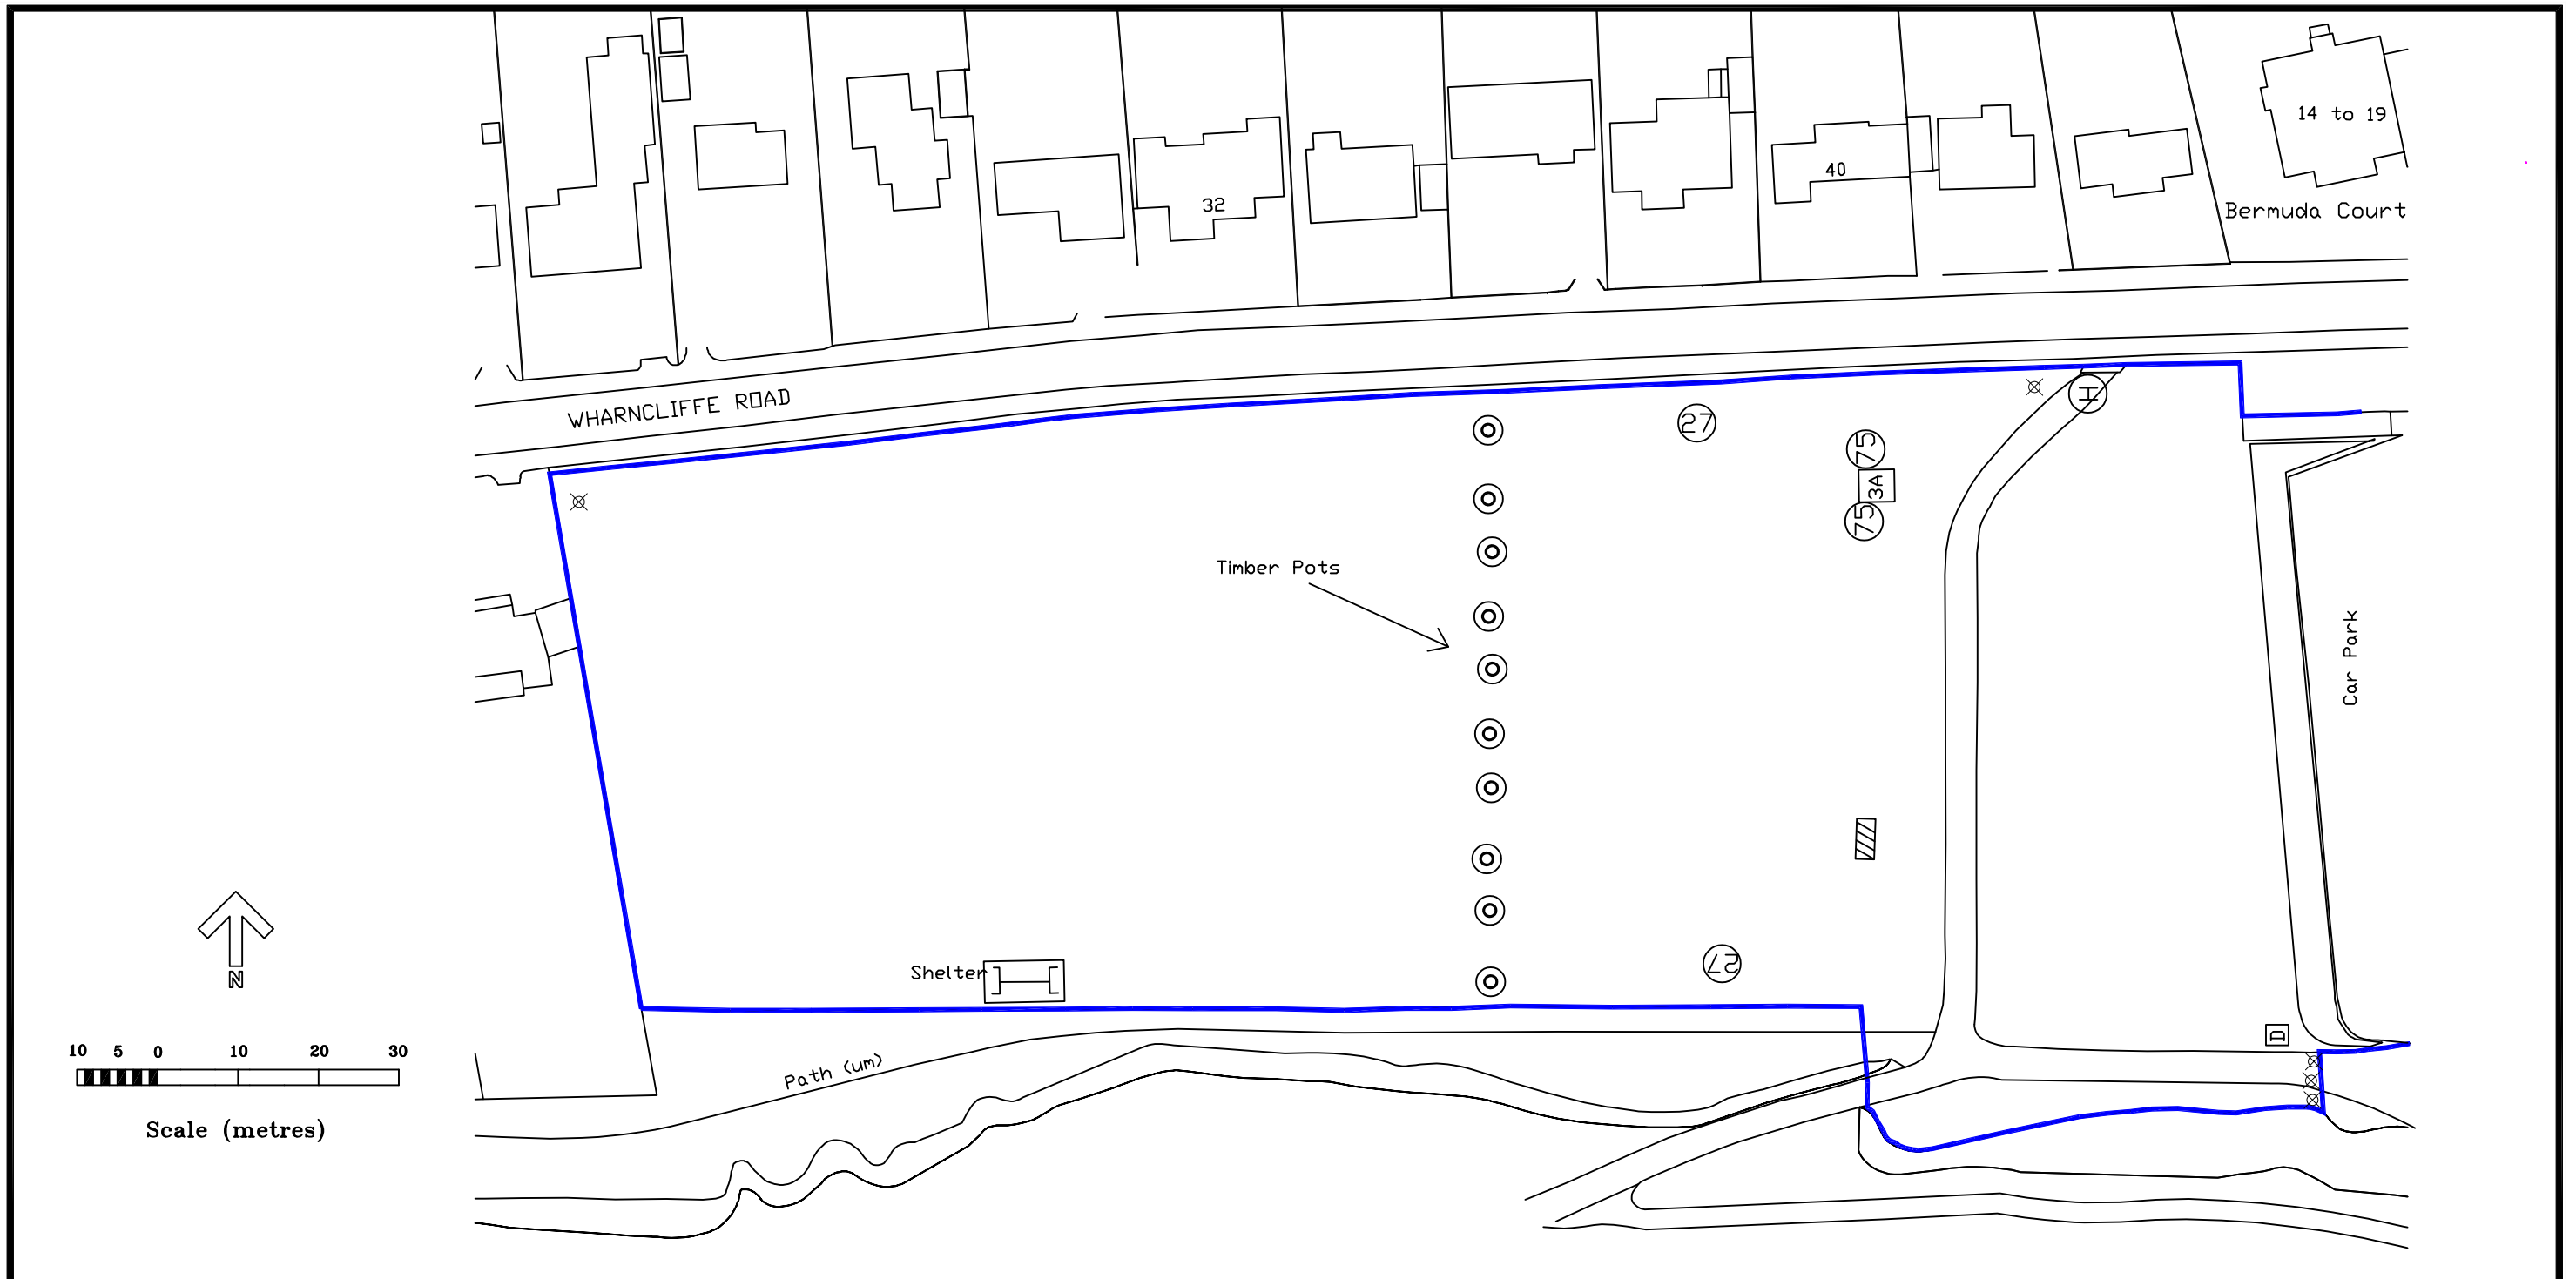 14 to 19
40
32
Bermuda Court
WHARNCLIFFE ROAD
H
27
75
3A
75
Timber Pots
Car Park
Shelter
27
N
D
10 5 0 10 20 30
Path (um)
Scale (metres)